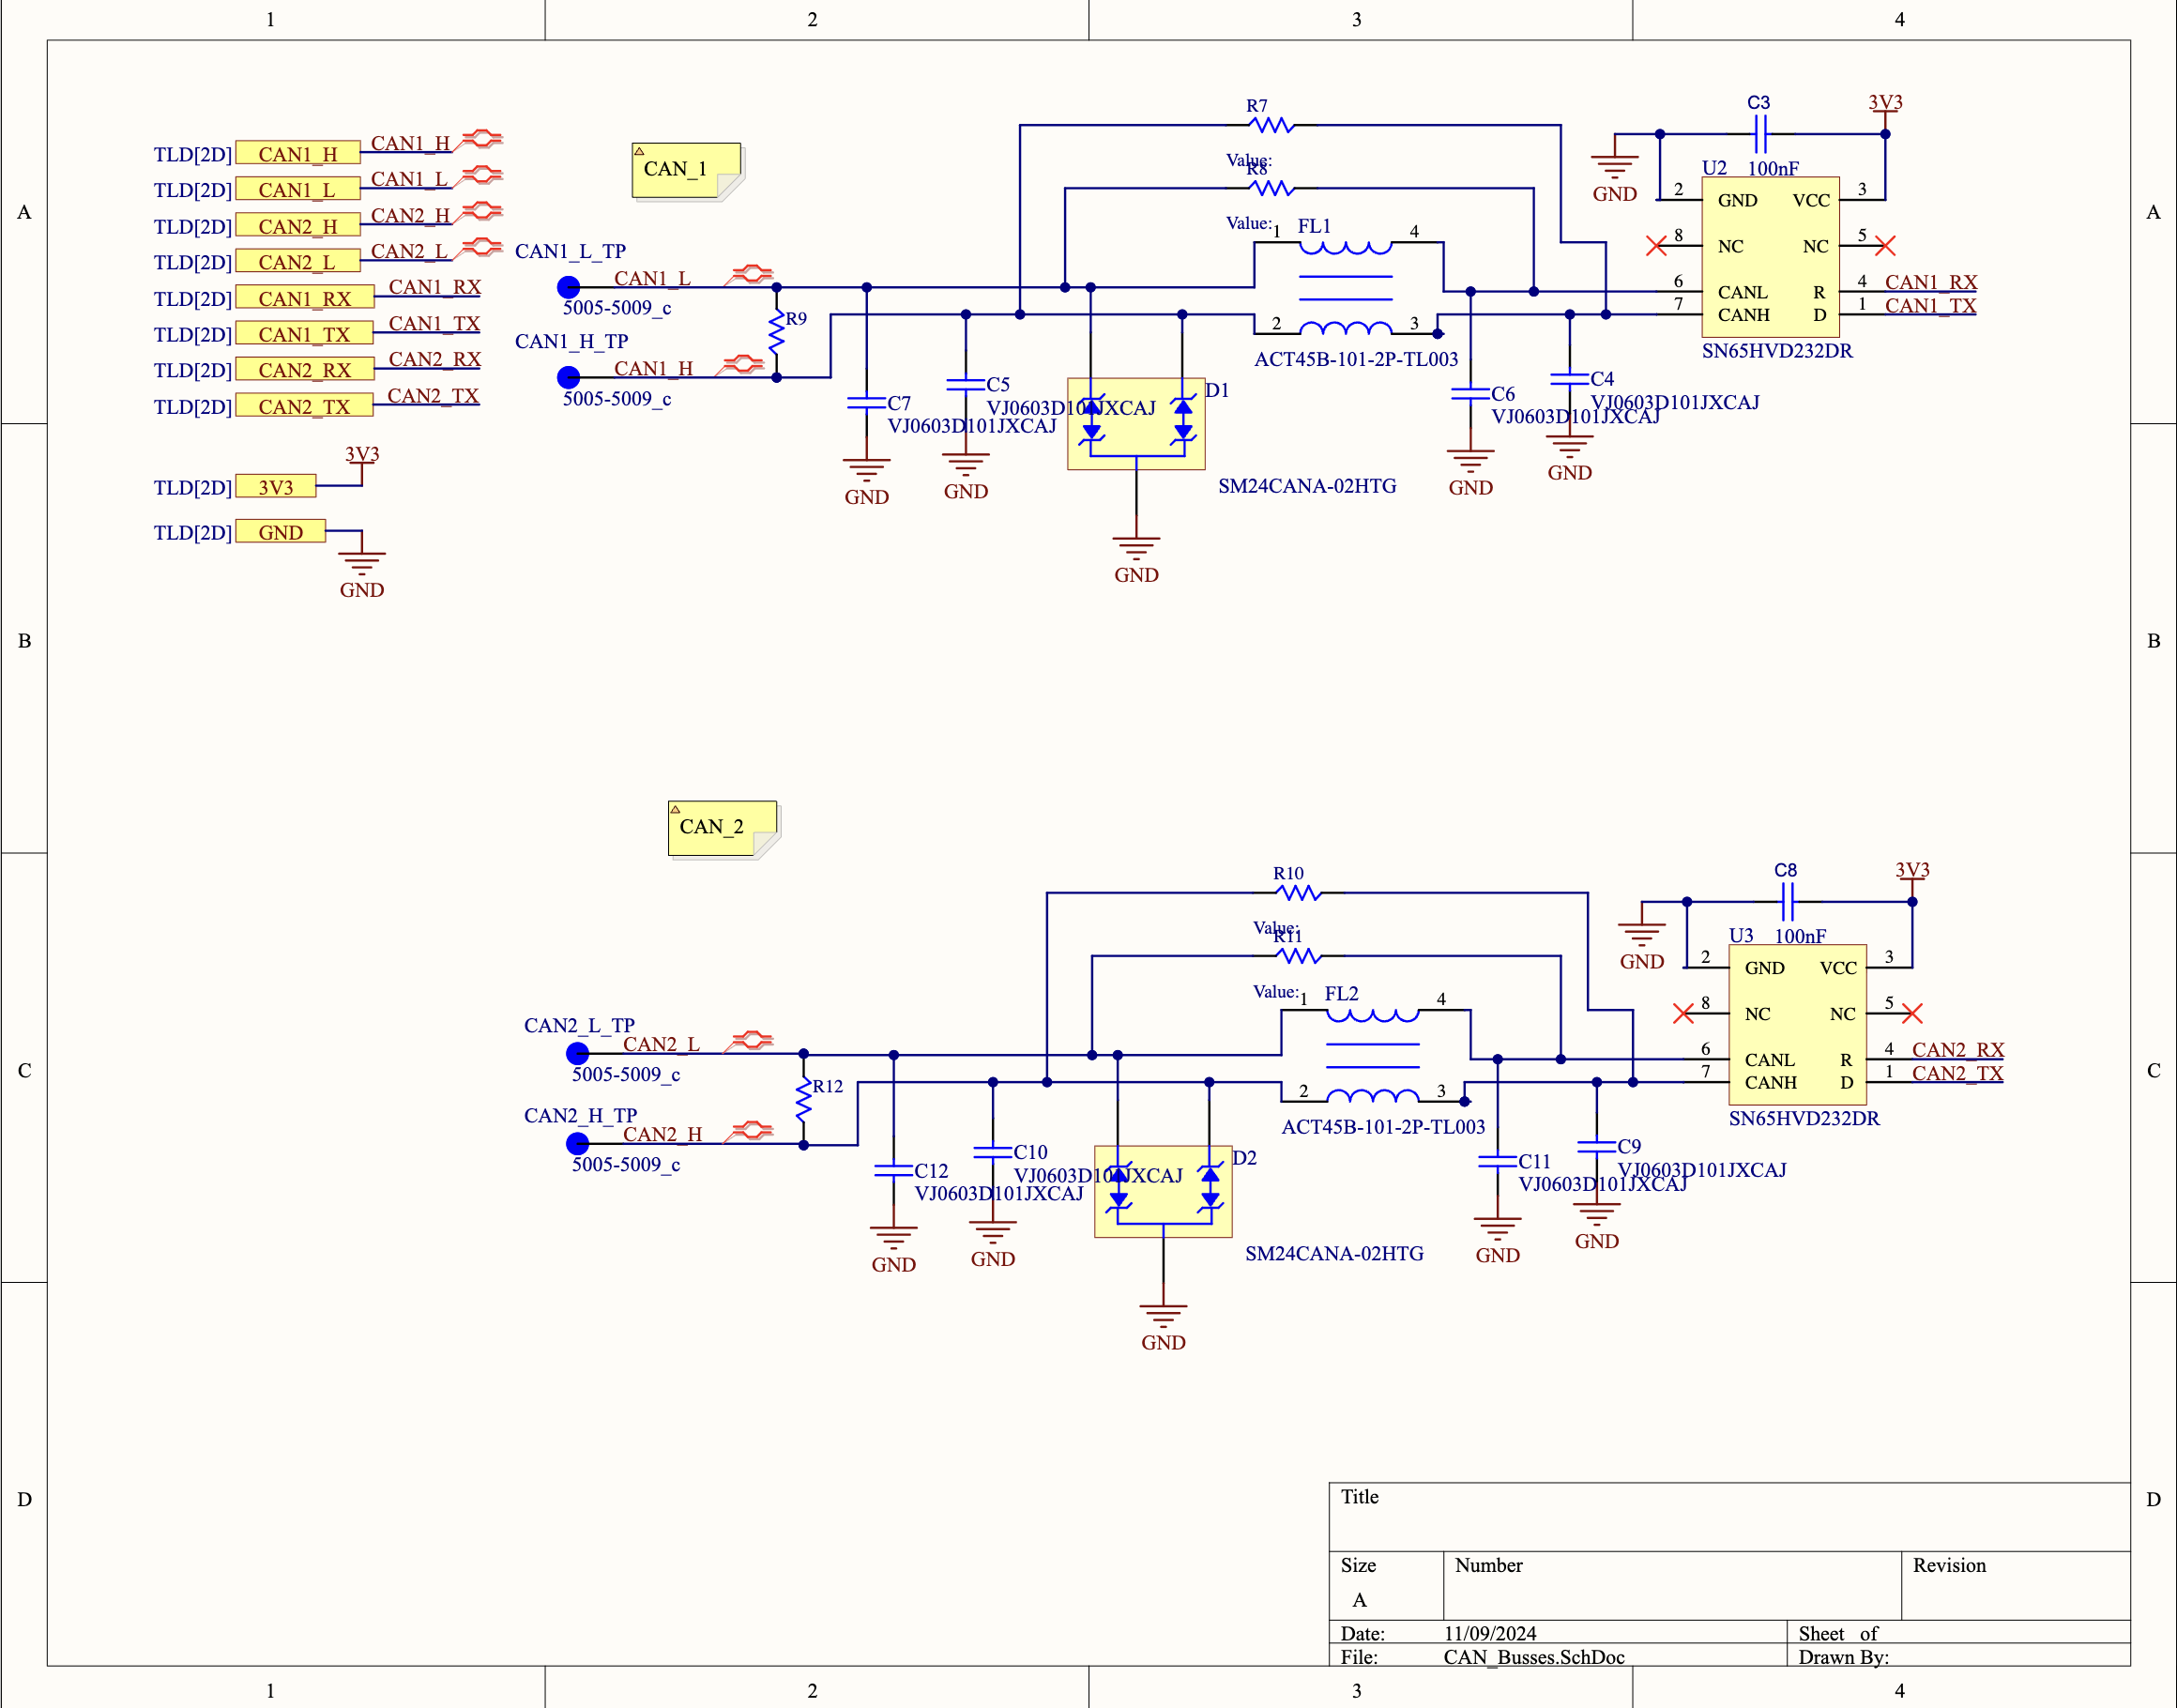 1 2 3 4
A
B
C
D
A
B
C
D
TLD[2D] CAN1_H CAN1_H
TLD[2D] CAN1_L CAN1_L
TLD[2D] CAN2_H CAN2_H
TLD[2D] CAN2_L CAN2_L
TLD[2D] CAN1_RX CAN1_RX
TLD[2D] CAN1_TX CAN1_TX
TLD[2D] CAN2_RX CAN2_RX
TLD[2D] CAN2_TX CAN2_TX
3V3
TLD[2D] 3V3
TLD[2D] GND
GND
CAN_1
CAN1_L_TP
CAN1_L
5005-5009_c
CAN1_H_TP
CAN1_H
5005-5009_c
R9
C7
VJ0603D101JXCAJ
GND
C5
VJ0603D101JXCAJ
GND
R7
Value:
R8
Value:
1 FL1 4
2 3
ACT45B-101-2P-TL003
D1
SM24CANA-02HTG
GND
C6
VJ0603D101JXCAJ
GND
C4
VJ0603D101JXCAJ
GND
C3
100nF
3V3
GND
U2
2 GND VCC 3
8 NC NC 5
6 CANL R 4 CAN1_RX
7 CANH D 1 CAN1_TX
SN65HVD232DR
CAN_2
CAN2_L_TP
CAN2_L
5005-5009_c
CAN2_H_TP
CAN2_H
5005-5009_c
R12
C12
VJ0603D101JXCAJ
GND
C10
VJ0603D101JXCAJ
GND
R10
Value:
R11
Value:
1 FL2 4
2 3
ACT45B-101-2P-TL003
D2
SM24CANA-02HTG
GND
C11
VJ0603D101JXCAJ
GND
C9
VJ0603D101JXCAJ
GND
C8
100nF
3V3
GND
U3
2 GND VCC 3
8 NC NC 5
6 CANL R 4 CAN2_RX
7 CANH D 1 CAN2_TX
SN65HVD232DR
Title
Size Number Revision
A
Date: 11/09/2024 Sheet of
File: CAN_Busses.SchDoc Drawn By:
1 2 3 4